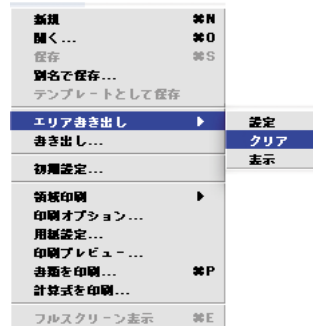 新規 ⌘N
開く... ⌘O
保存 ⌘S
別名で保存...
テンプレートとして保存
エリア書き出し ▶
設定
書き出し...
クリア
表示
初期設定...
領域印刷 ▶
印刷オプション...
用紙設定...
印刷プレビュー...
書類を印刷... ⌘P
計算式を印刷...
フルスクリーン表示 ⌘E